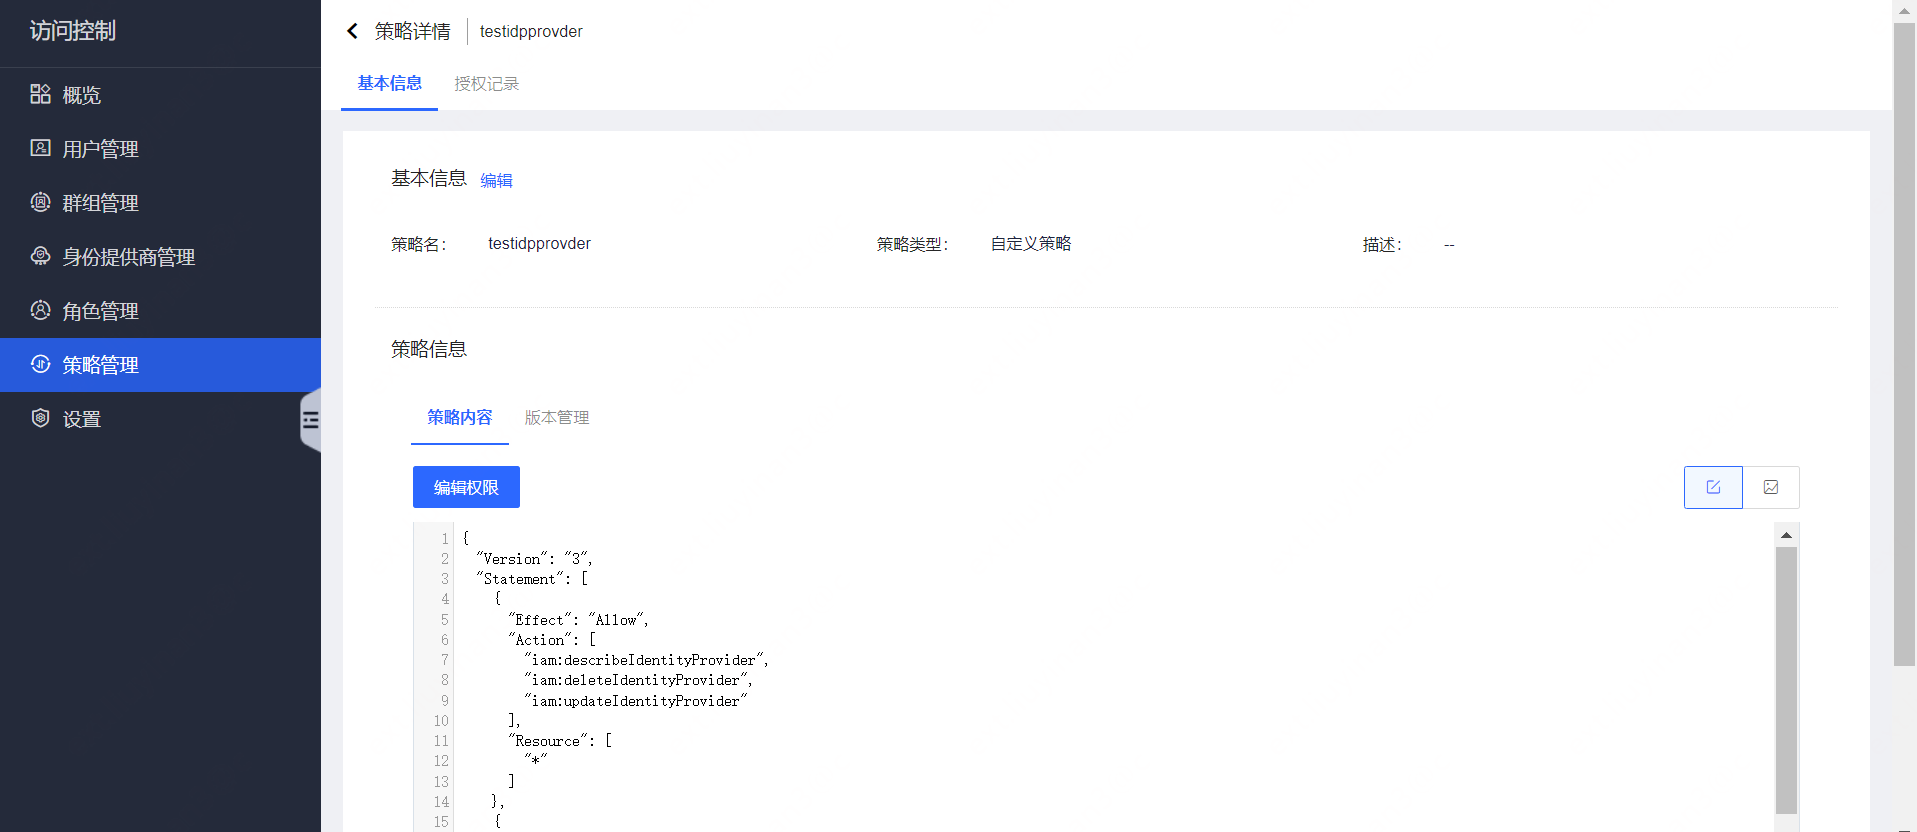 访问控制
概览
用户管理
群组管理
身份提供商管理
角色管理
策略管理
设置
策略详情 testidpprovder
基本信息 授权记录
基本信息 编辑
策略名： testidpprovder 策略类型： 自定义策略 描述： --
策略信息
策略内容 版本管理
编辑权限
1 {
2 "Version": "3",
3 "Statement": [
4 {
5 "Effect": "Allow",
6 "Action": [
7 "iam:describeIdentityProvider",
8 "iam:deleteIdentityProvider",
9 "iam:updateIdentityProvider"
10 ],
11 "Resource": [
12 "*"
13 ]
14 },
15 {